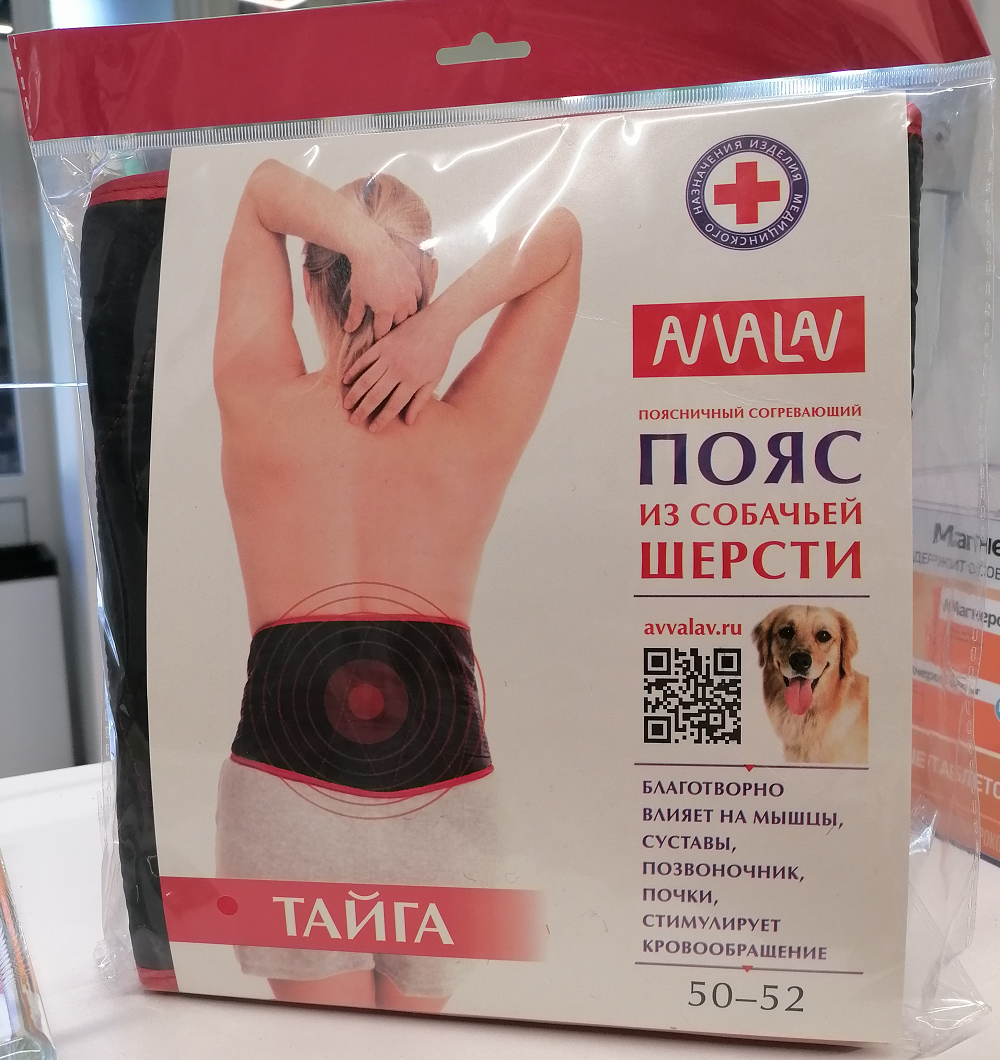 ИЗДЕЛИЯ МЕДИЦИНСКОГО НАЗНАЧЕНИЯ
AVVALAV
ПОЯСНИЧНЫЙ СОГРЕВАЮЩИЙ
ПОЯС
ИЗ СОБАЧЬЕЙ
ШЕРСТИ
avvalav.ru
БЛАГОТВОРНО
ВЛИЯЕТ НА МЫШЦЫ,
СУСТАВЫ,
ПОЗВОНОЧНИК,
ПОЧКИ,
СТИМУЛИРУЕТ
КРОВООБРАЩЕНИЕ
ТАЙГА
50–52